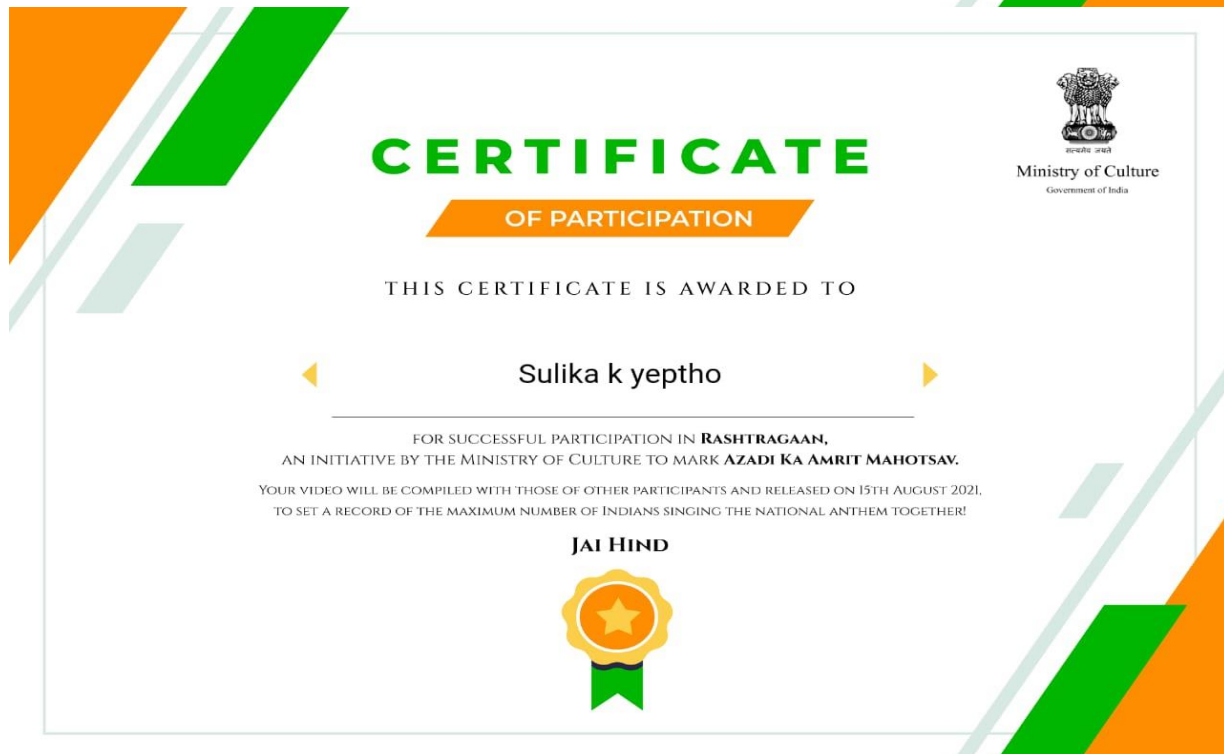 CERTIFICATE
OF PARTICIPATION
सत्यमेव जयते
Ministry of Culture
Government of India
THIS CERTIFICATE IS AWARDED TO
Sulika k yeptho
FOR SUCCESSFUL PARTICIPATION IN RASHTRAGAAN,
AN INITIATIVE BY THE MINISTRY OF CULTURE TO MARK AZADI KA AMRIT MAHOTSAV.
YOUR VIDEO WILL BE COMPILED WITH THOSE OF OTHER PARTICIPANTS AND RELEASED ON 15TH AUGUST 2021,
TO SET A RECORD OF THE MAXIMUM NUMBER OF INDIANS SINGING THE NATIONAL ANTHEM TOGETHER!
JAI HIND